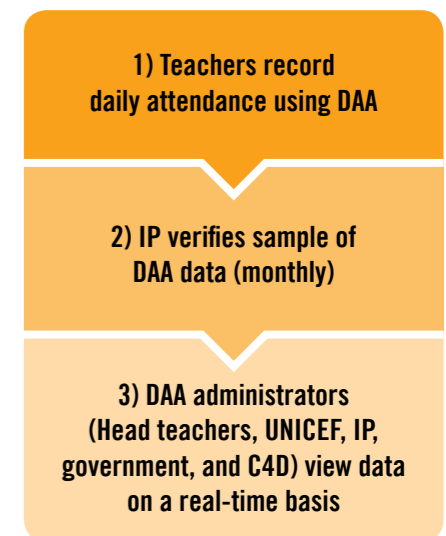 1) Teachers record
daily attendance using DAA
2) IP verifies sample of
DAA data (monthly)
3) DAA administrators
(Head teachers, UNICEF, IP,
government, and C4D) view data
on a real-time basis